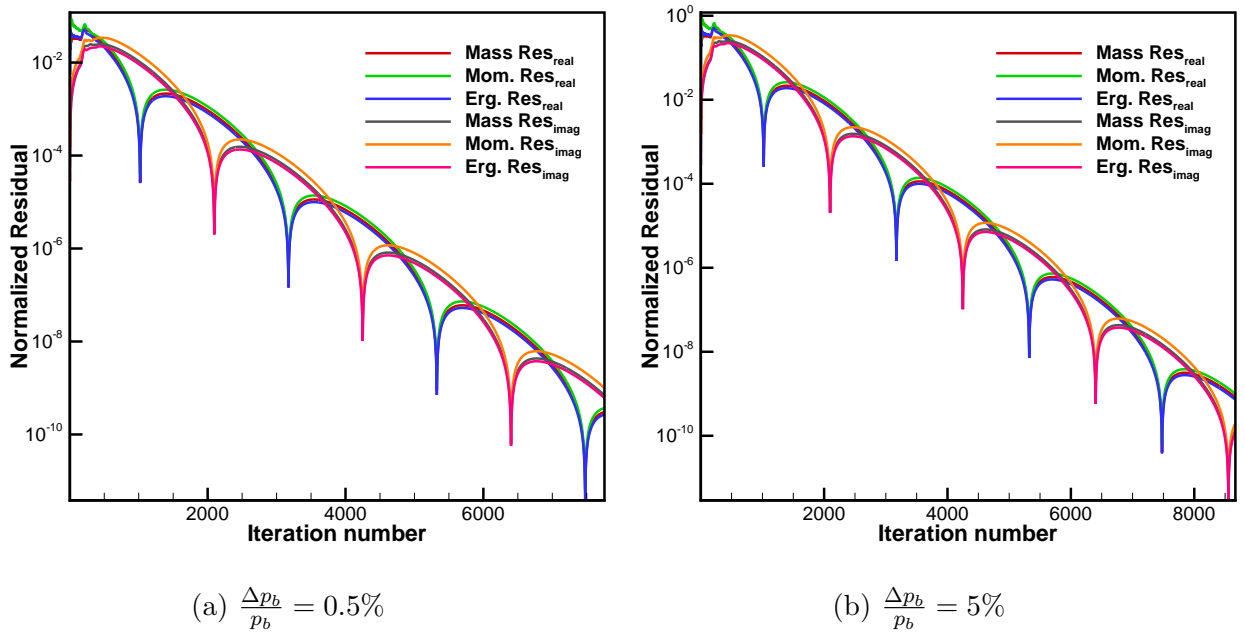 Normalized Residual
10^-2
10^-4
10^-6
10^-8
10^-10
Mass Res_real
Mom. Res_real
Erg. Res_real
Mass Res_imag
Mom. Res_imag
Erg. Res_imag
2000 4000 6000
Iteration number
(a) Δp_b/p_b = 0.5%
Normalized Residual
10^0
10^-2
10^-4
10^-6
10^-8
10^-10
Mass Res_real
Mom. Res_real
Erg. Res_real
Mass Res_imag
Mom. Res_imag
Erg. Res_imag
2000 4000 6000 8000
Iteration number
(b) Δp_b/p_b = 5%